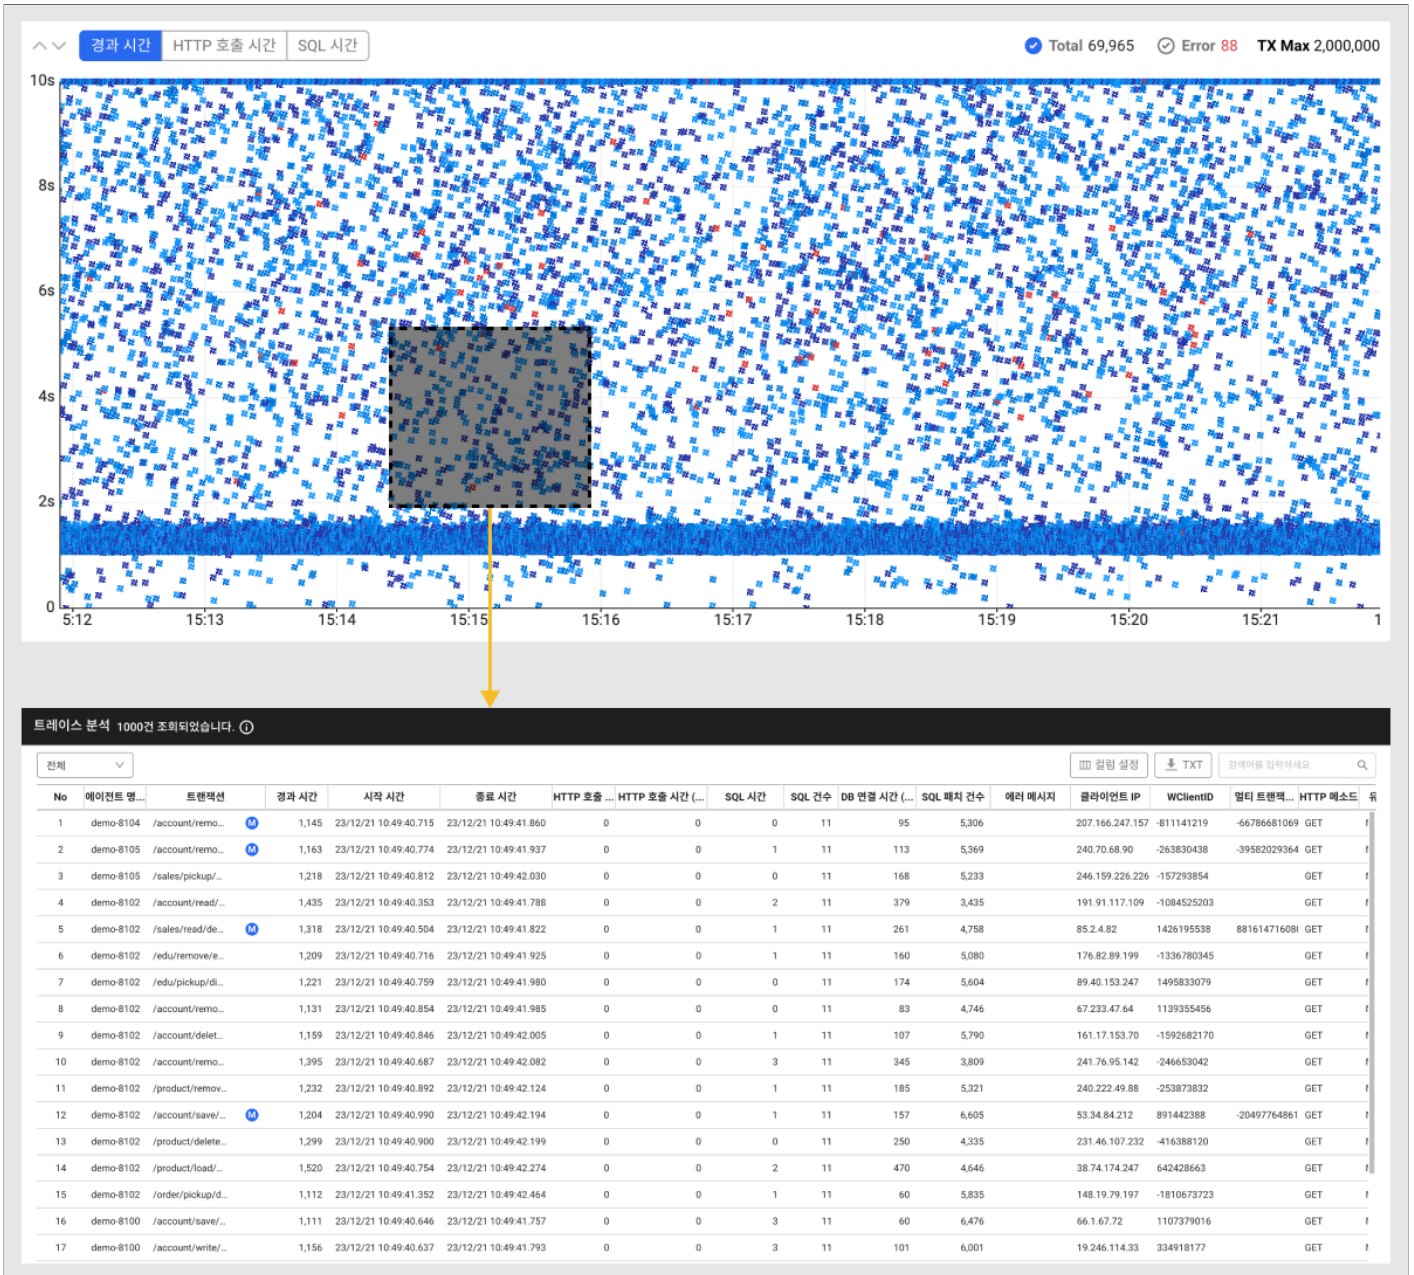 경과 시간 HTTP 호출 시간 SQL 시간 Total 69,965 Error 88 TX Max 2,000,000
10s
8s
6s
4s
2s
0
5:12 15:13 15:14 15:15 15:16 15:17 15:18 15:19 15:20 15:21 1
트레이스 분석 1000건 조회되었습니다.
전체 컬럼 설정 TXT 검색어를 입력하세요
No 에이전트 명... 트랜잭션 경과 시간 시작 시간 종료 시간 HTTP 호출 ... HTTP 호출 시간 (... SQL 시간 SQL 건수 DB 연결 시간 (... SQL 패치 건수 에러 메시지 클라이언트 IP WClientID 멀티 트랜잭... HTTP 메소드 유
1 demo-8104 /account/remo... M 1,145 23/12/21 10:49:40.715 23/12/21 10:49:41.860 0 0 0 11 95 5,306 207.166.247.157 -811141219 -66786681069 GET
2 demo-8105 /account/remo... M 1,163 23/12/21 10:49:40.774 23/12/21 10:49:41.937 0 0 1 11 113 5,369 240.70.68.90 -263830438 -39582029364 GET
3 demo-8105 /sales/pickup/... 1,218 23/12/21 10:49:40.812 23/12/21 10:49:42.030 0 0 0 11 168 5,233 246.159.226.226 -157293854 GET
4 demo-8102 /account/read/... 1,435 23/12/21 10:49:40.353 23/12/21 10:49:41.788 0 0 2 11 379 3,435 191.91.117.109 -1084525203 GET
5 demo-8102 /sales/read/de... M 1,318 23/12/21 10:49:40.504 23/12/21 10:49:41.822 0 0 1 11 261 4,758 85.2.4.82 1426195538 8816147160 GET
6 demo-8102 /edu/remove/e... 1,209 23/12/21 10:49:40.716 23/12/21 10:49:41.925 0 0 1 11 160 5,080 176.82.89.199 -1336780345 GET
7 demo-8102 /edu/pickup/di... 1,221 23/12/21 10:49:40.759 23/12/21 10:49:41.980 0 0 0 11 174 5,604 89.40.153.247 1495833079 GET
8 demo-8102 /account/remo... 1,131 23/12/21 10:49:40.854 23/12/21 10:49:41.985 0 0 0 11 83 4,746 67.233.47.64 1139355456 GET
9 demo-8102 /account/delet... 1,159 23/12/21 10:49:40.846 23/12/21 10:49:42.005 0 0 1 11 107 5,790 161.17.153.70 -1592682170 GET
10 demo-8102 /account/remo... 1,395 23/12/21 10:49:40.687 23/12/21 10:49:42.082 0 0 3 11 345 3,809 241.76.95.142 -246653042 GET
11 demo-8102 /product/remov... 1,232 23/12/21 10:49:40.892 23/12/21 10:49:42.124 0 0 1 11 185 5,321 240.222.49.88 -253873832 GET
12 demo-8102 /account/save/... M 1,204 23/12/21 10:49:40.990 23/12/21 10:49:42.194 0 0 1 11 157 6,605 53.34.84.212 891442388 -20497764861 GET
13 demo-8102 /product/delete... 1,299 23/12/21 10:49:40.900 23/12/21 10:49:42.199 0 0 0 11 250 4,335 231.46.107.232 -416388120 GET
14 demo-8102 /product/load/... 1,520 23/12/21 10:49:40.754 23/12/21 10:49:42.274 0 0 2 11 470 4,646 38.74.174.247 642428663 GET
15 demo-8102 /order/pickup/d... 1,112 23/12/21 10:49:41.352 23/12/21 10:49:42.464 0 0 1 11 60 5,835 148.19.79.197 -1810673723 GET
16 demo-8100 /account/save/... 1,111 23/12/21 10:49:40.646 23/12/21 10:49:41.757 0 0 3 11 60 6,476 66.1.67.72 1107379016 GET
17 demo-8100 /account/write/... 1,156 23/12/21 10:49:40.637 23/12/21 10:49:41.793 0 0 3 11 101 6,001 19.246.114.33 334918177 GET